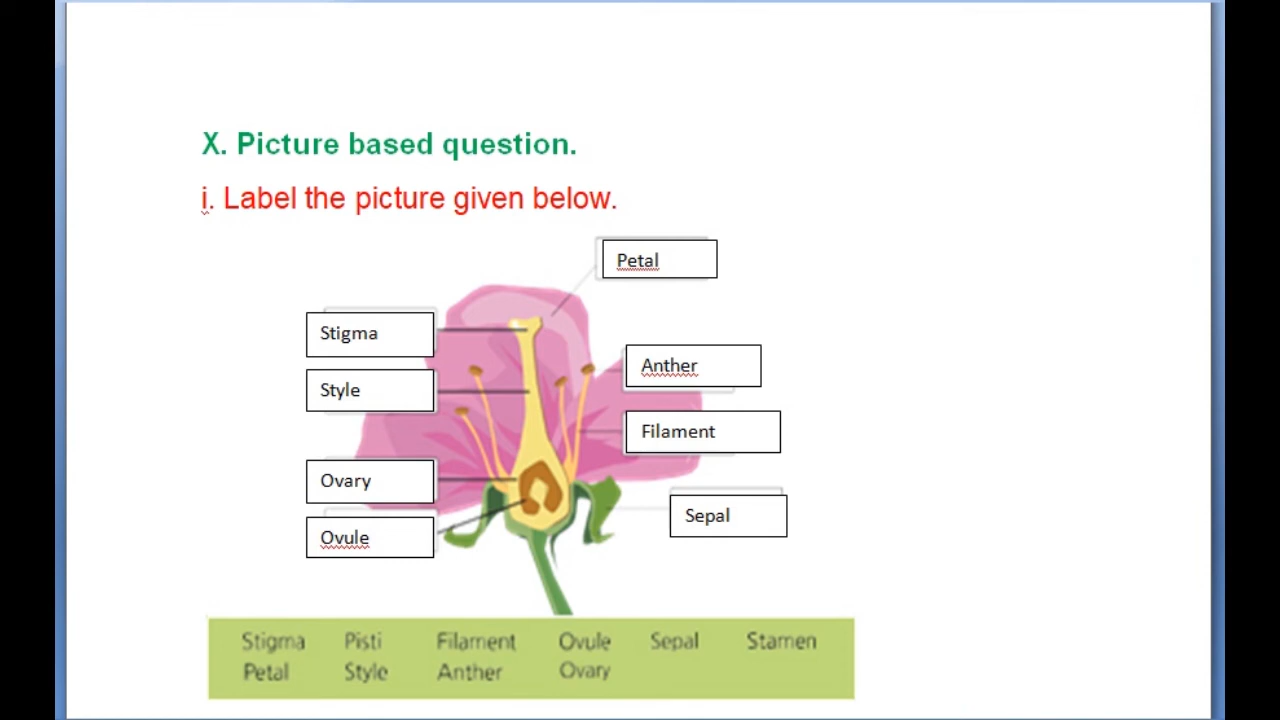 X. Picture based question.
i. Label the picture given below.
Petal
Stigma
Anther
Style
Filament
Ovary
Sepal
Ovule
Stigma Pisti Filament Ovule Sepal Stamen
Petal Style Anther Ovary